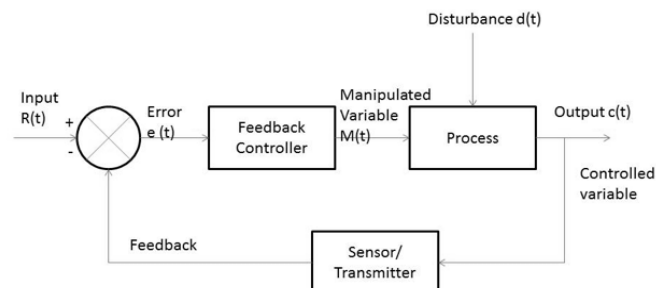 Disturbance d(t)
Input
R(t)
+
-
Error
e (t)
Feedback
Controller
Manipulated
Variable
M(t)
Process
Output c(t)
Controlled
variable
Feedback
Sensor/
Transmitter